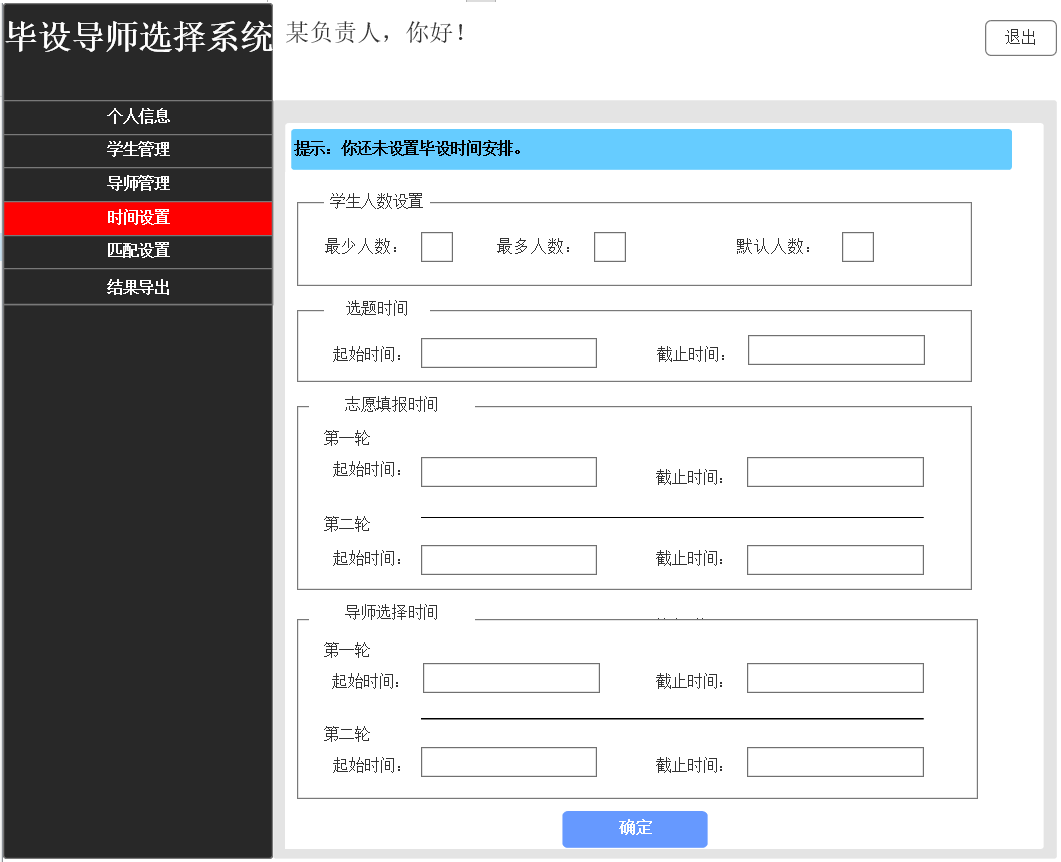 毕设导师选择系统
某负责人，你好！
退出
个人信息
学生管理
导师管理
时间设置
匹配设置
结果导出
提示：你还未设置毕设时间安排。
学生人数设置
最少人数： 最多人数： 默认人数：
选题时间
起始时间： 截止时间：
志愿填报时间
第一轮
起始时间： 截止时间：
第二轮
起始时间： 截止时间：
导师选择时间
第一轮
起始时间： 截止时间：
第二轮
起始时间： 截止时间：
确定